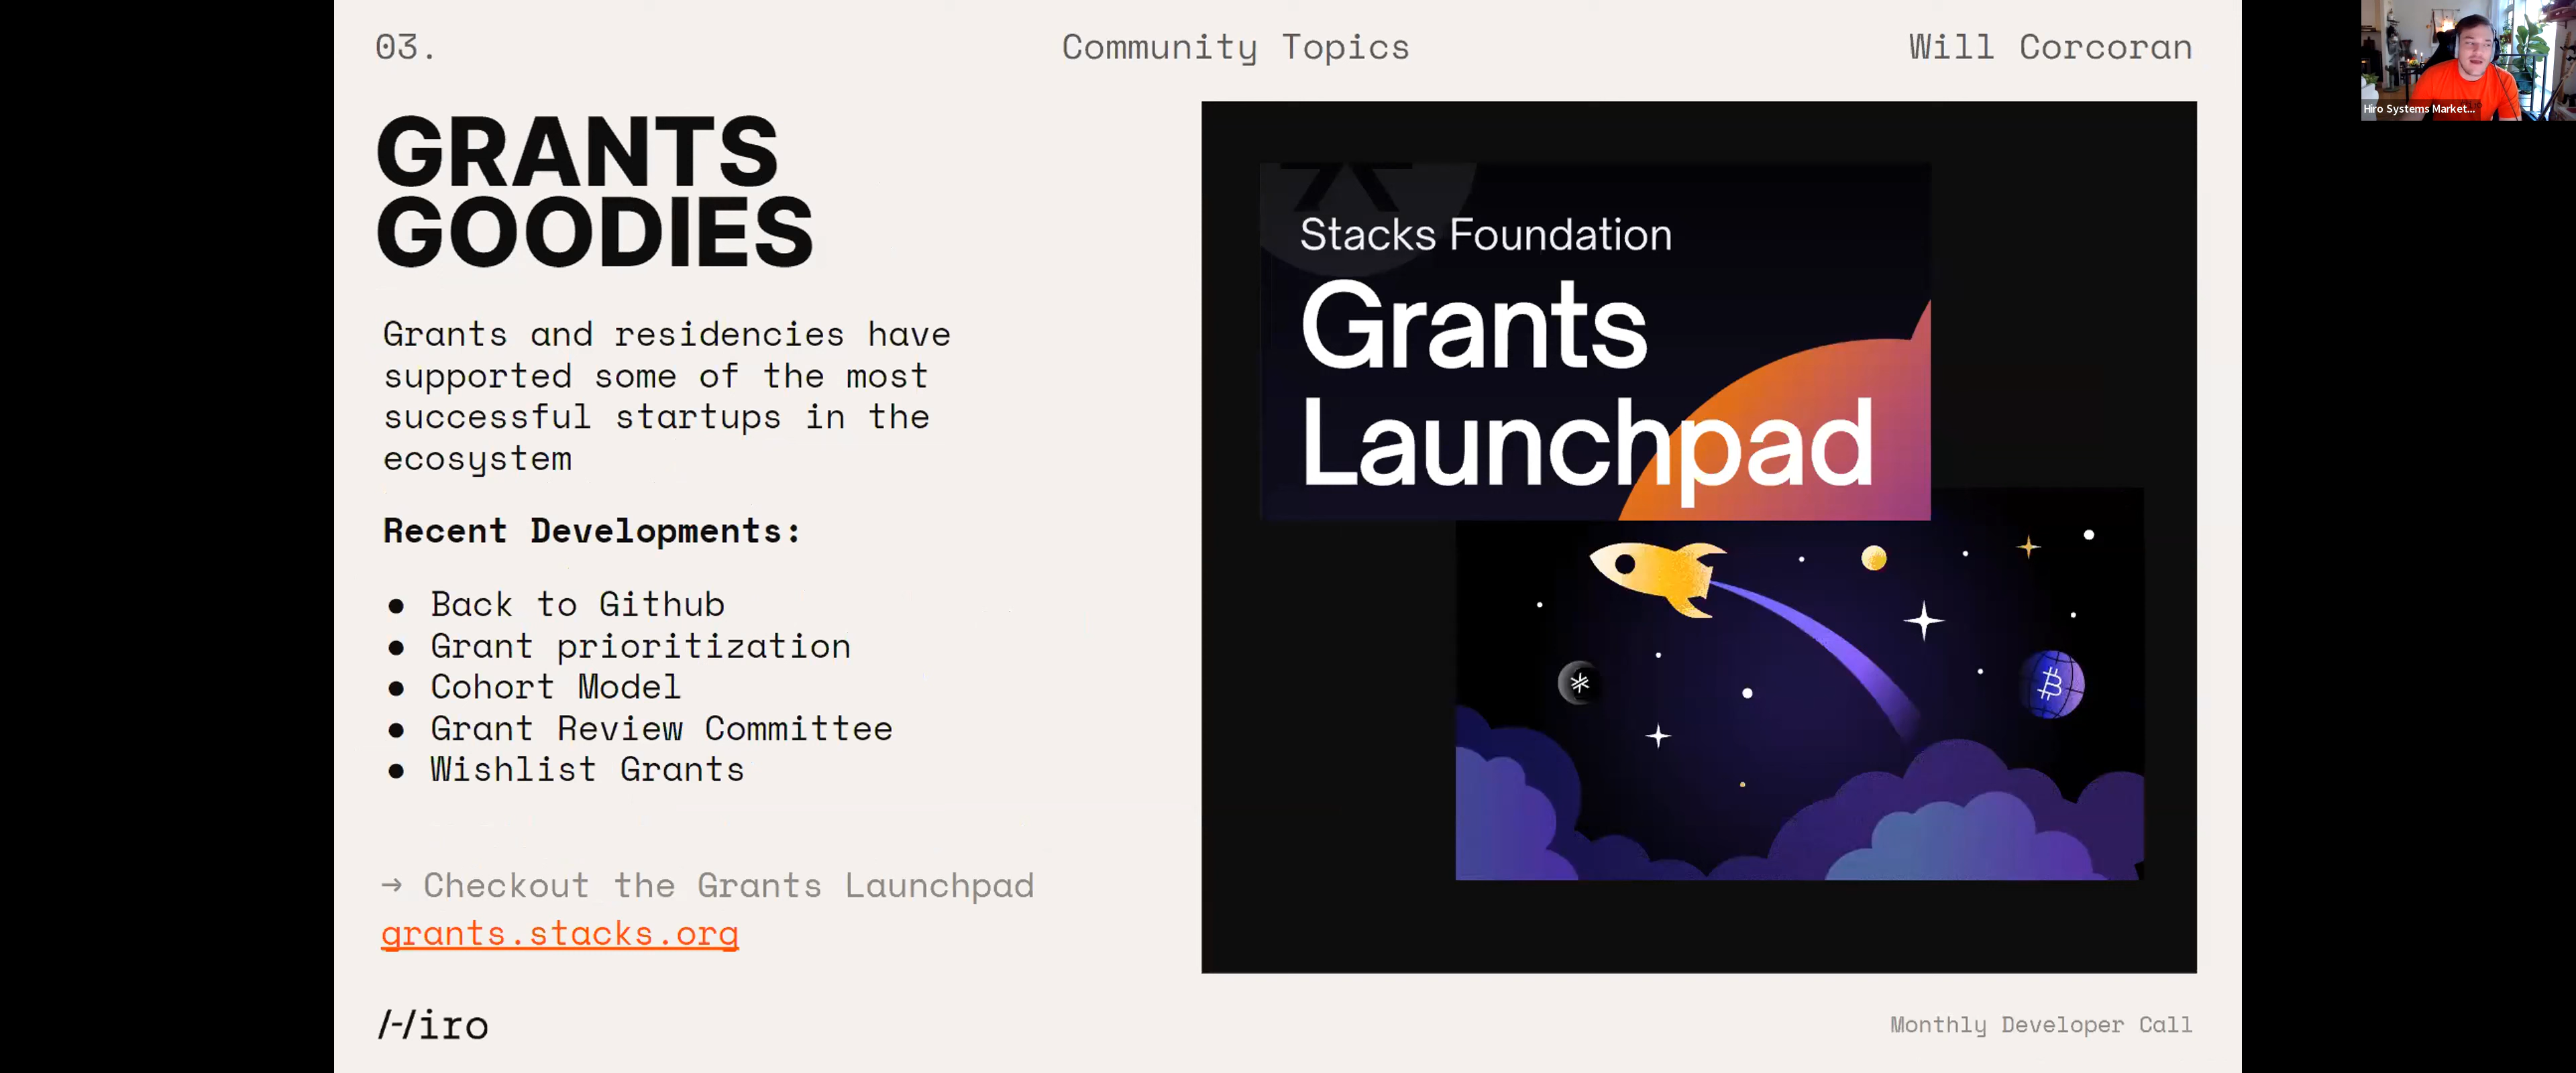 03.
Community Topics
Will Corcoran
Hiro Systems Market...
GRANTS
GOODIES
Grants and residencies have
supported some of the most
successful startups in the
ecosystem
Recent Developments:
● Back to Github
● Grant prioritization
● Cohort Model
● Grant Review Committee
● Wishlist Grants
→ Checkout the Grants Launchpad
grants.stacks.org
Stacks Foundation
Grants
Launchpad
Hiro
Monthly Developer Call